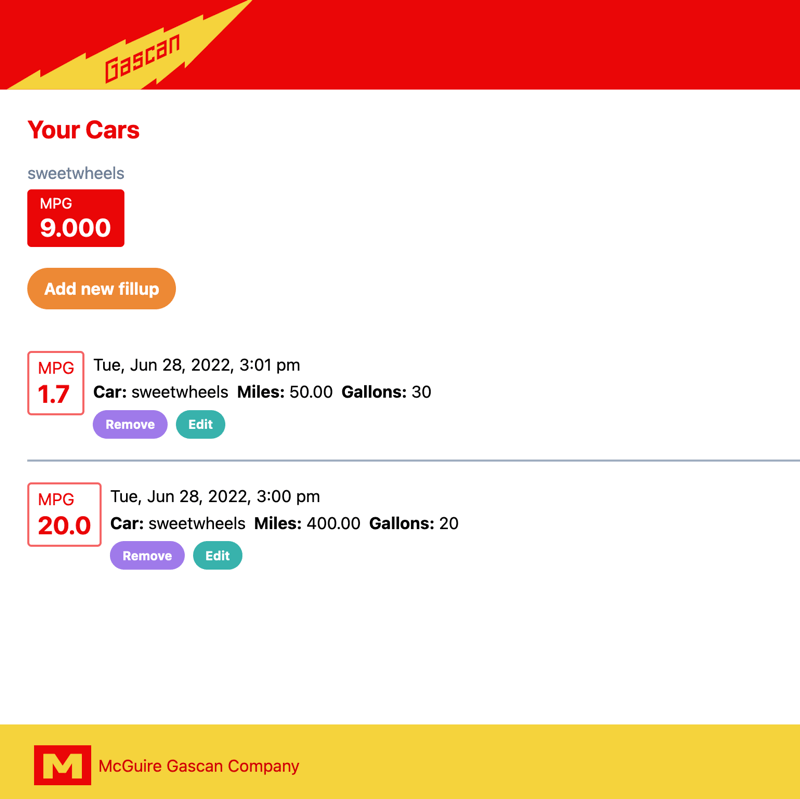 Gascan
Your Cars
sweetwheels
MPG
9.000
Add new fillup
MPG
1.7
Tue, Jun 28, 2022, 3:01 pm
Car: sweetwheels Miles: 50.00 Gallons: 30
Remove Edit
MPG
20.0
Tue, Jun 28, 2022, 3:00 pm
Car: sweetwheels Miles: 400.00 Gallons: 20
Remove Edit
M McGuire Gascan Company